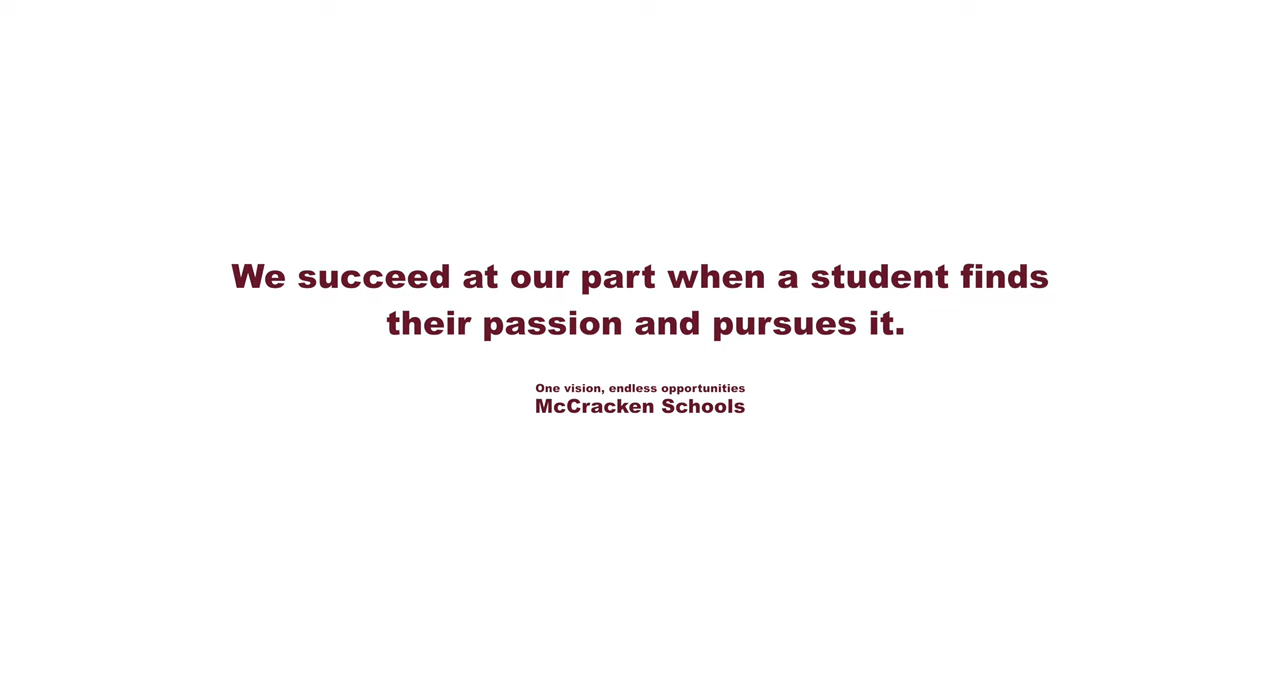 We succeed at our part when a student finds
their passion and pursues it.
One vision, endless opportunities
McCracken Schools